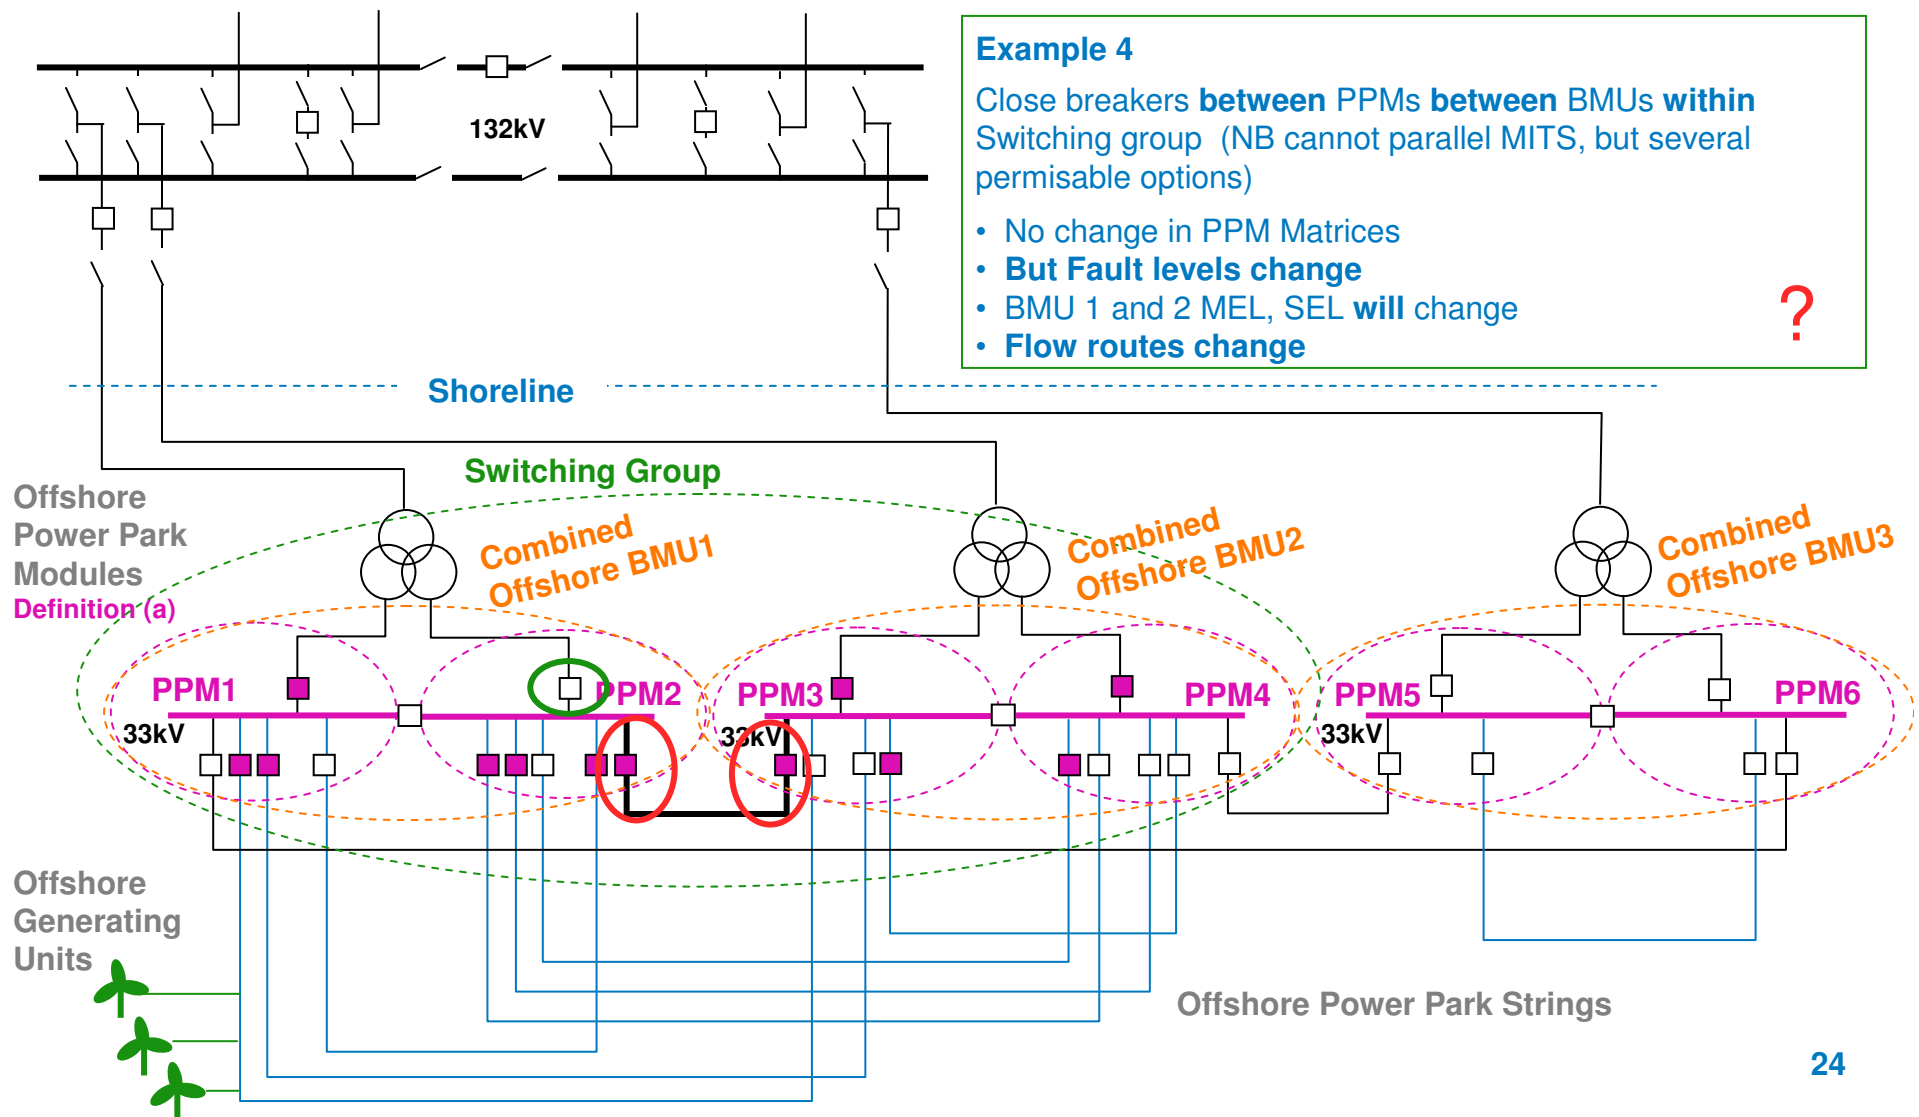 Example 4
Close breakers between PPMs between BMUs within
Switching group (NB cannot parallel MITS, but several
permisable options)
• No change in PPM Matrices
• But Fault levels change
• BMU 1 and 2 MEL, SEL will change
• Flow routes change
?
132kV
Shoreline
Switching Group
Offshore
Power Park
Modules
Definition (a)
Combined
Offshore BMU1
Combined
Offshore BMU2
Combined
Offshore BMU3
PPM1
PPM2
PPM3
PPM4
PPM5
PPM6
33kV
33kV
33kV
Offshore
Generating
Units
Offshore Power Park Strings
24